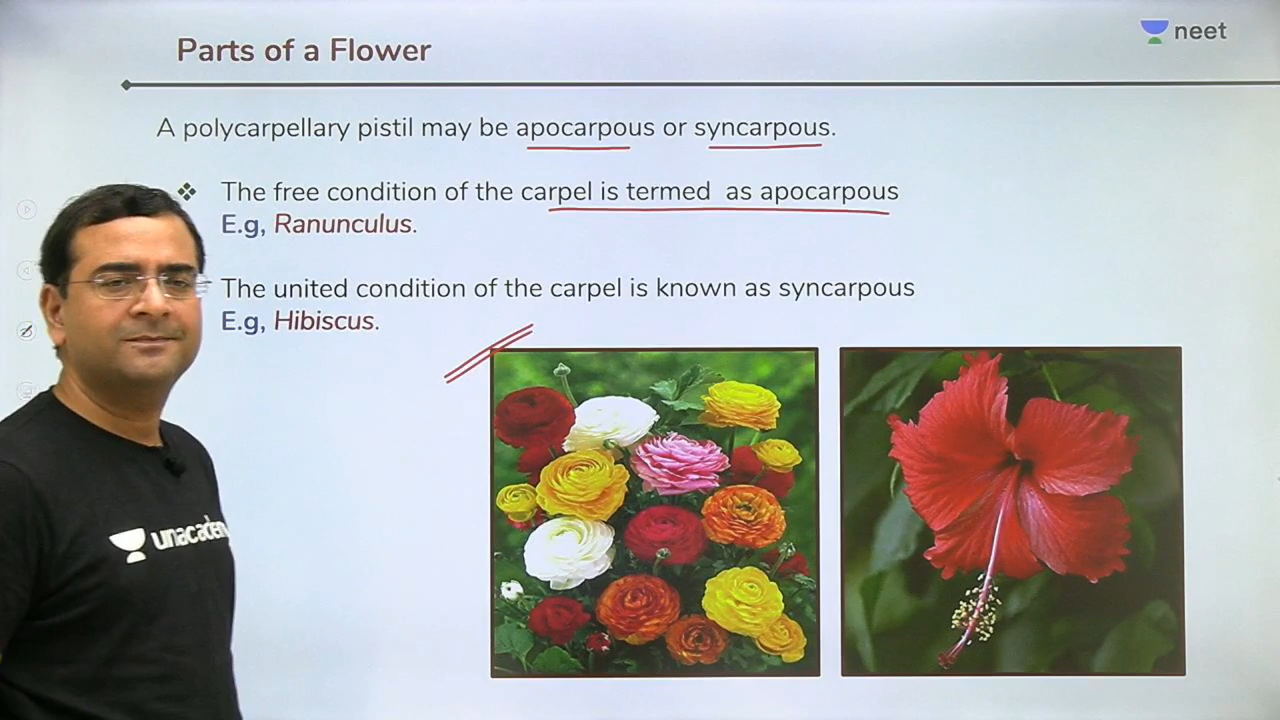 Parts of a Flower
neet
A polycarpellary pistil may be apocarpous or syncarpous.
The free condition of the carpel is termed as apocarpous
E.g, Ranunculus.
The united condition of the carpel is known as syncarpous
E.g, Hibiscus.
unacademy